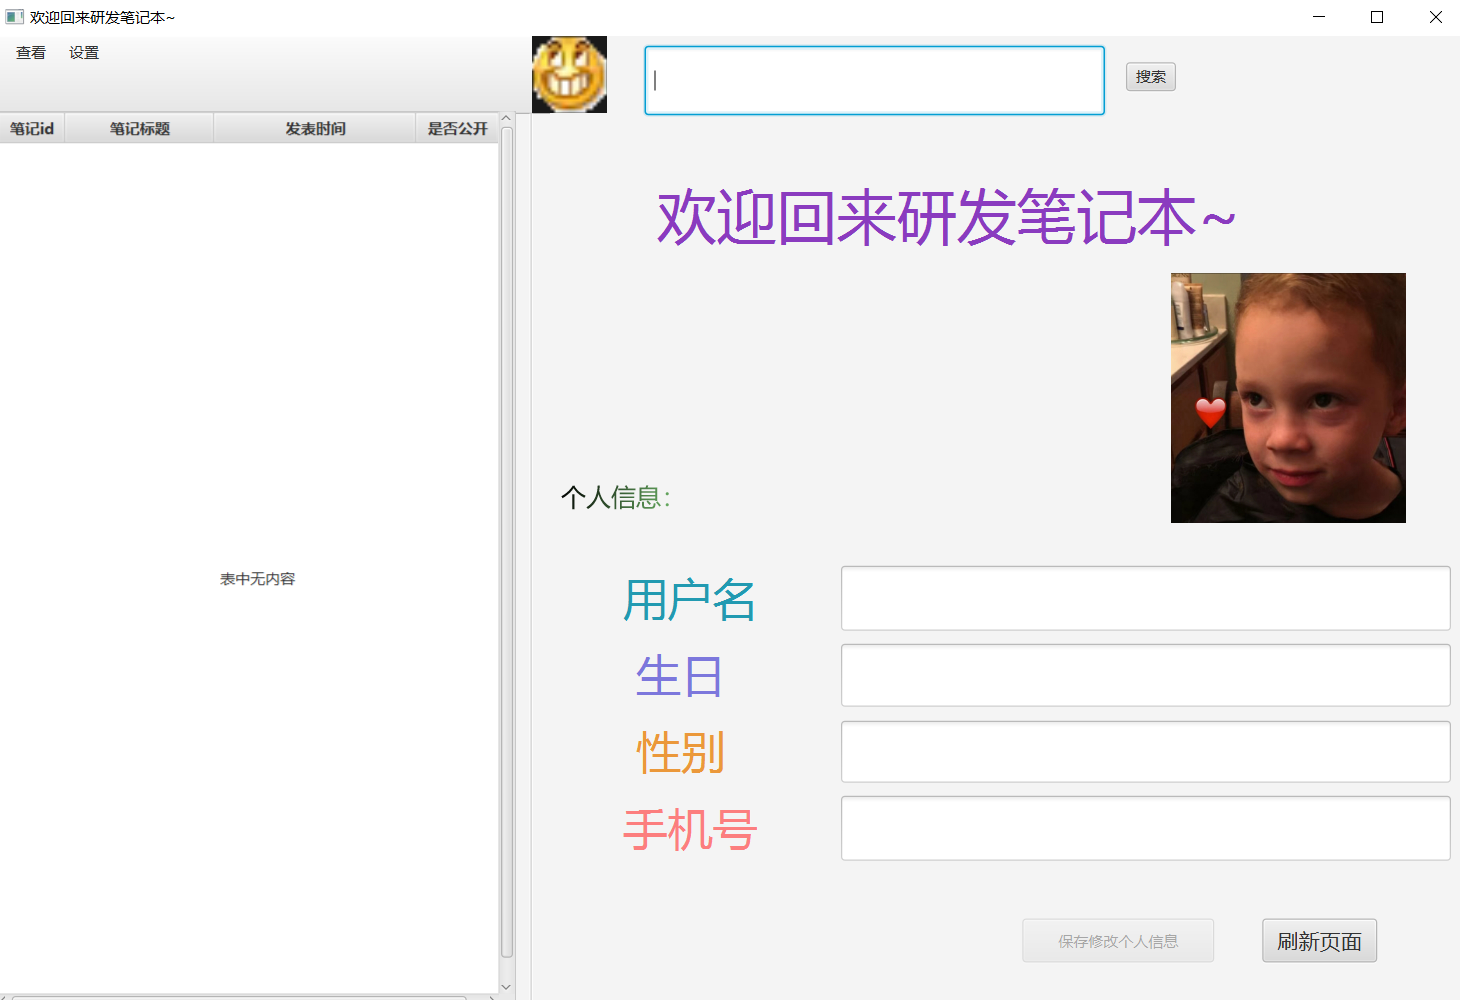 欢迎回来研发笔记本~
查看 设置
搜索
笔记id 笔记标题 发表时间 是否公开
欢迎回来研发笔记本~
个人信息:
表中无内容
用户名
生日
性别
手机号
保存修改个人信息 刷新页面